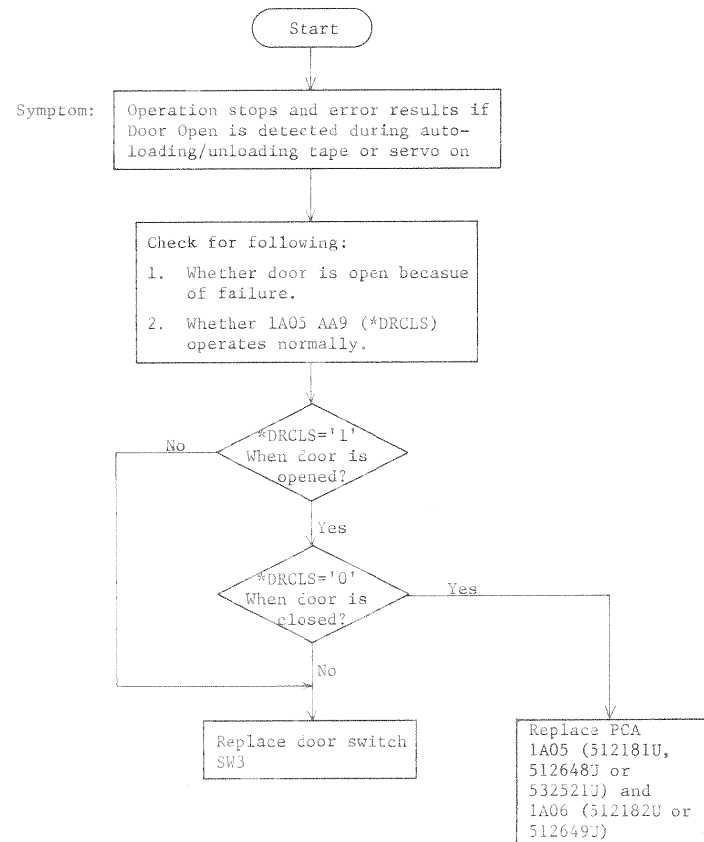 Start
Symptom: Operation stops and error results if
Door Open is detected during auto-
loading/unloading tape or servo on
Check for following:
1. Whether door is open becasue
of failure.
2. Whether 1A05 AA9 (*DRCLS)
operates normally.
*DRCLS='1'
When door is
opened?
No
Yes
*DRCLS='0'
When door is
closed?
Yes
No
Replace door switch
SW3
Replace PCA
1A05 (512181U,
512648U or
532521U) and
1A06 (512182U or
512649U)